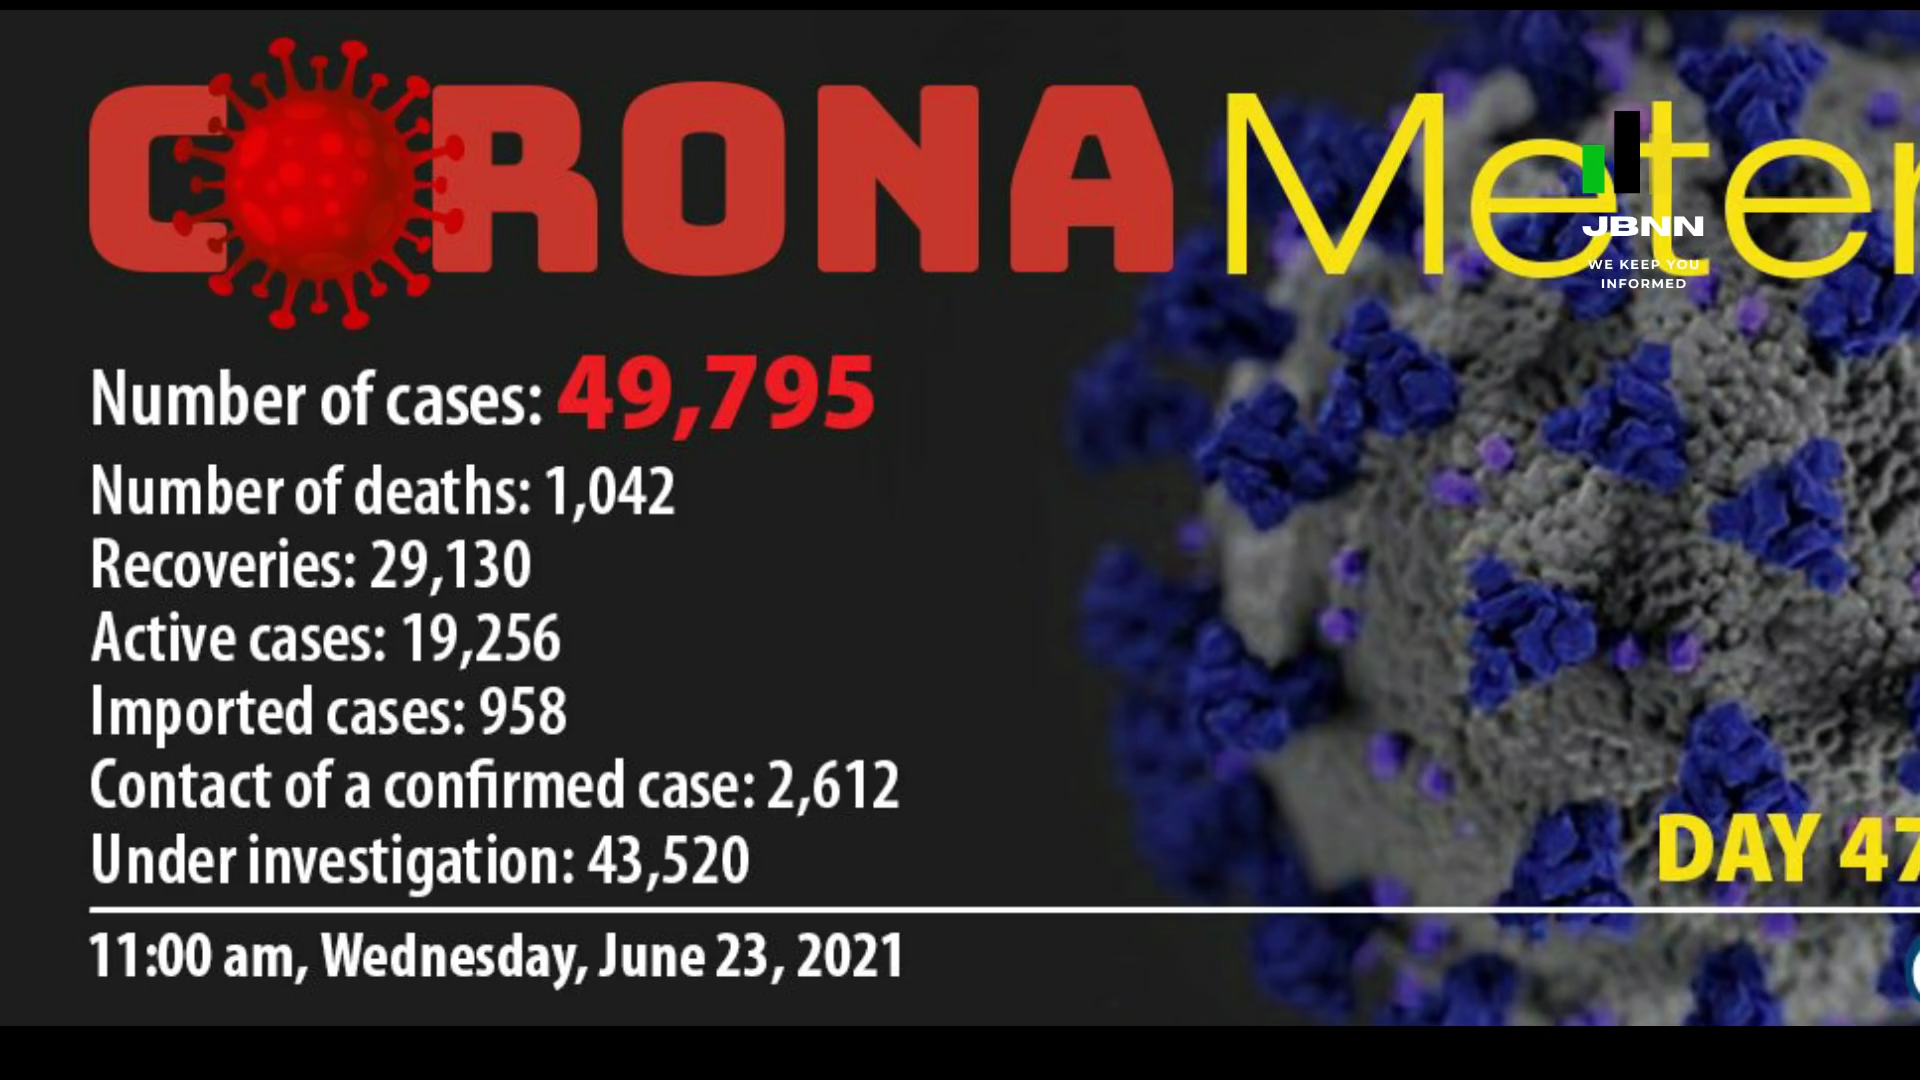 CORONA Meter
JBNN
WE KEEP YOU
INFORMED
Number of cases: 49,795
Number of deaths: 1,042
Recoveries: 29,130
Active cases: 19,256
Imported cases: 958
Contact of a confirmed case: 2,612
Under investigation: 43,520
DAY 47
11:00 am, Wednesday, June 23, 2021